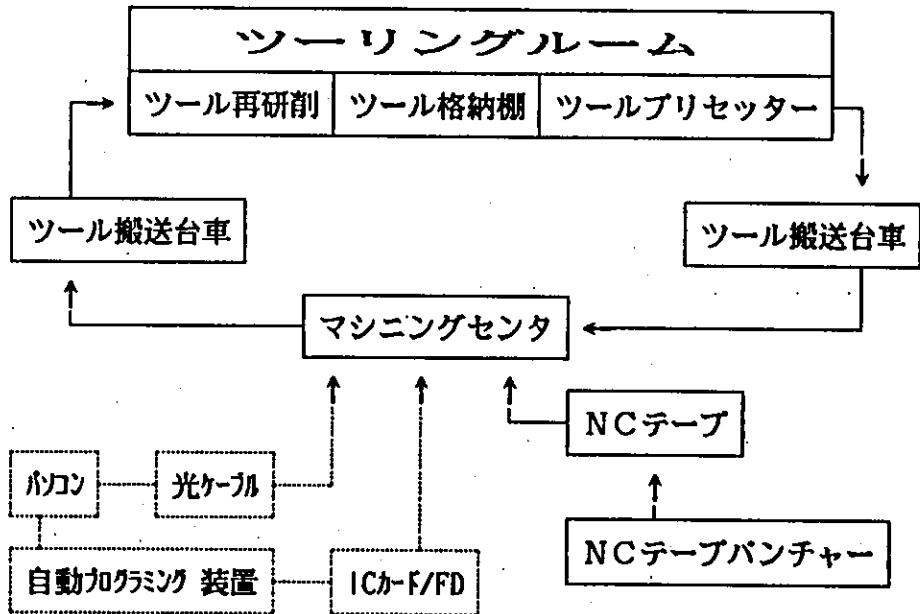 ツーリングルーム
ツール再研削 ツール格納棚 ツールプリセッター
ツール搬送台車 ツール搬送台車
マシニングセンタ
NCテープ
パソコン 光ケーブル
NCテープパンチャー
自動プログラミング 装置 ICカード/FD